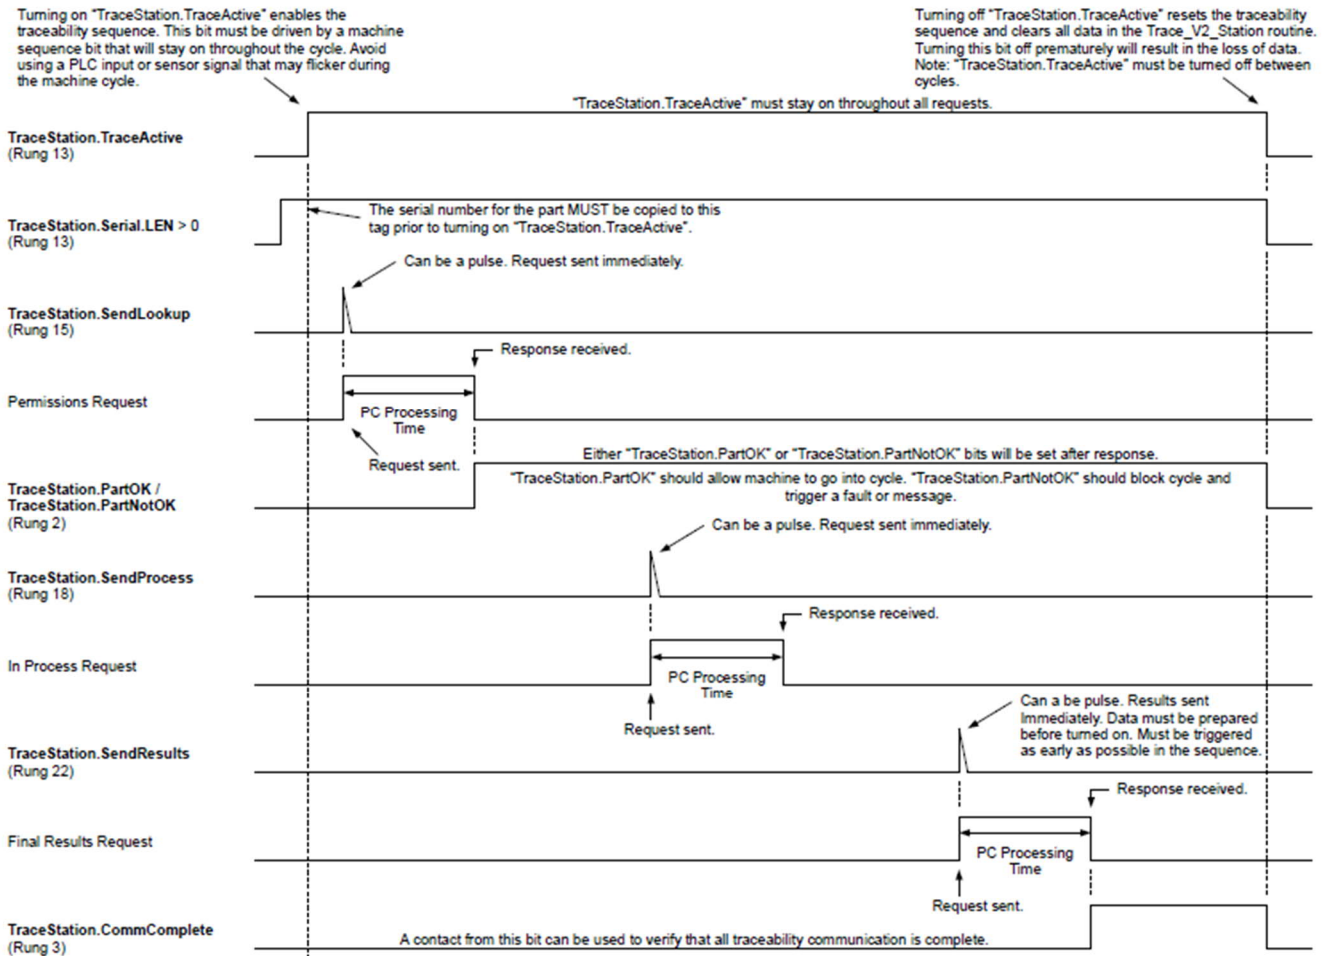 Turning on "TraceStation.TraceActive" enables the
traceability sequence. This bit must be driven by a machine
sequence bit that will stay on throughout the cycle. Avoid
using a PLC input or sensor signal that may flicker during
the machine cycle.
Turning off "TraceStation.TraceActive" resets the traceability
sequence and clears all data in the Trace_V2_Station routine.
Turning this bit off prematurely will result in the loss of data.
Note: "TraceStation.TraceActive" must be turned off between
cycles.
"TraceStation.TraceActive" must stay on throughout all requests.
TraceStation.TraceActive
(Rung 13)
The serial number for the part MUST be copied to this
tag prior to turning on "TraceStation.TraceActive".
TraceStation.Serial.LEN > 0
(Rung 13)
Can be a pulse. Request sent immediately.
TraceStation.SendLookup
(Rung 15)
Response received.
Permissions Request
PC Processing
Time
Request sent.
Either "TraceStation.PartOK" or "TraceStation.PartNotOK" bits will be set after response.
"TraceStation.PartOK" should allow machine to go into cycle. "TraceStation.PartNotOK" should block cycle and
trigger a fault or message.
TraceStation.PartOK /
TraceStation.PartNotOK
(Rung 2)
Can be a pulse. Request sent immediately.
TraceStation.SendProcess
(Rung 18)
Response received.
In Process Request
PC Processing
Time
Request sent.
Can a be pulse. Results sent
Immediately. Data must be prepared
before turned on. Must be triggered
as early as possible in the sequence.
TraceStation.SendResults
(Rung 22)
Response received.
Final Results Request
PC Processing
Time
Request sent.
TraceStation.CommComplete
(Rung 3)
A contact from this bit can be used to verify that all traceability communication is complete.